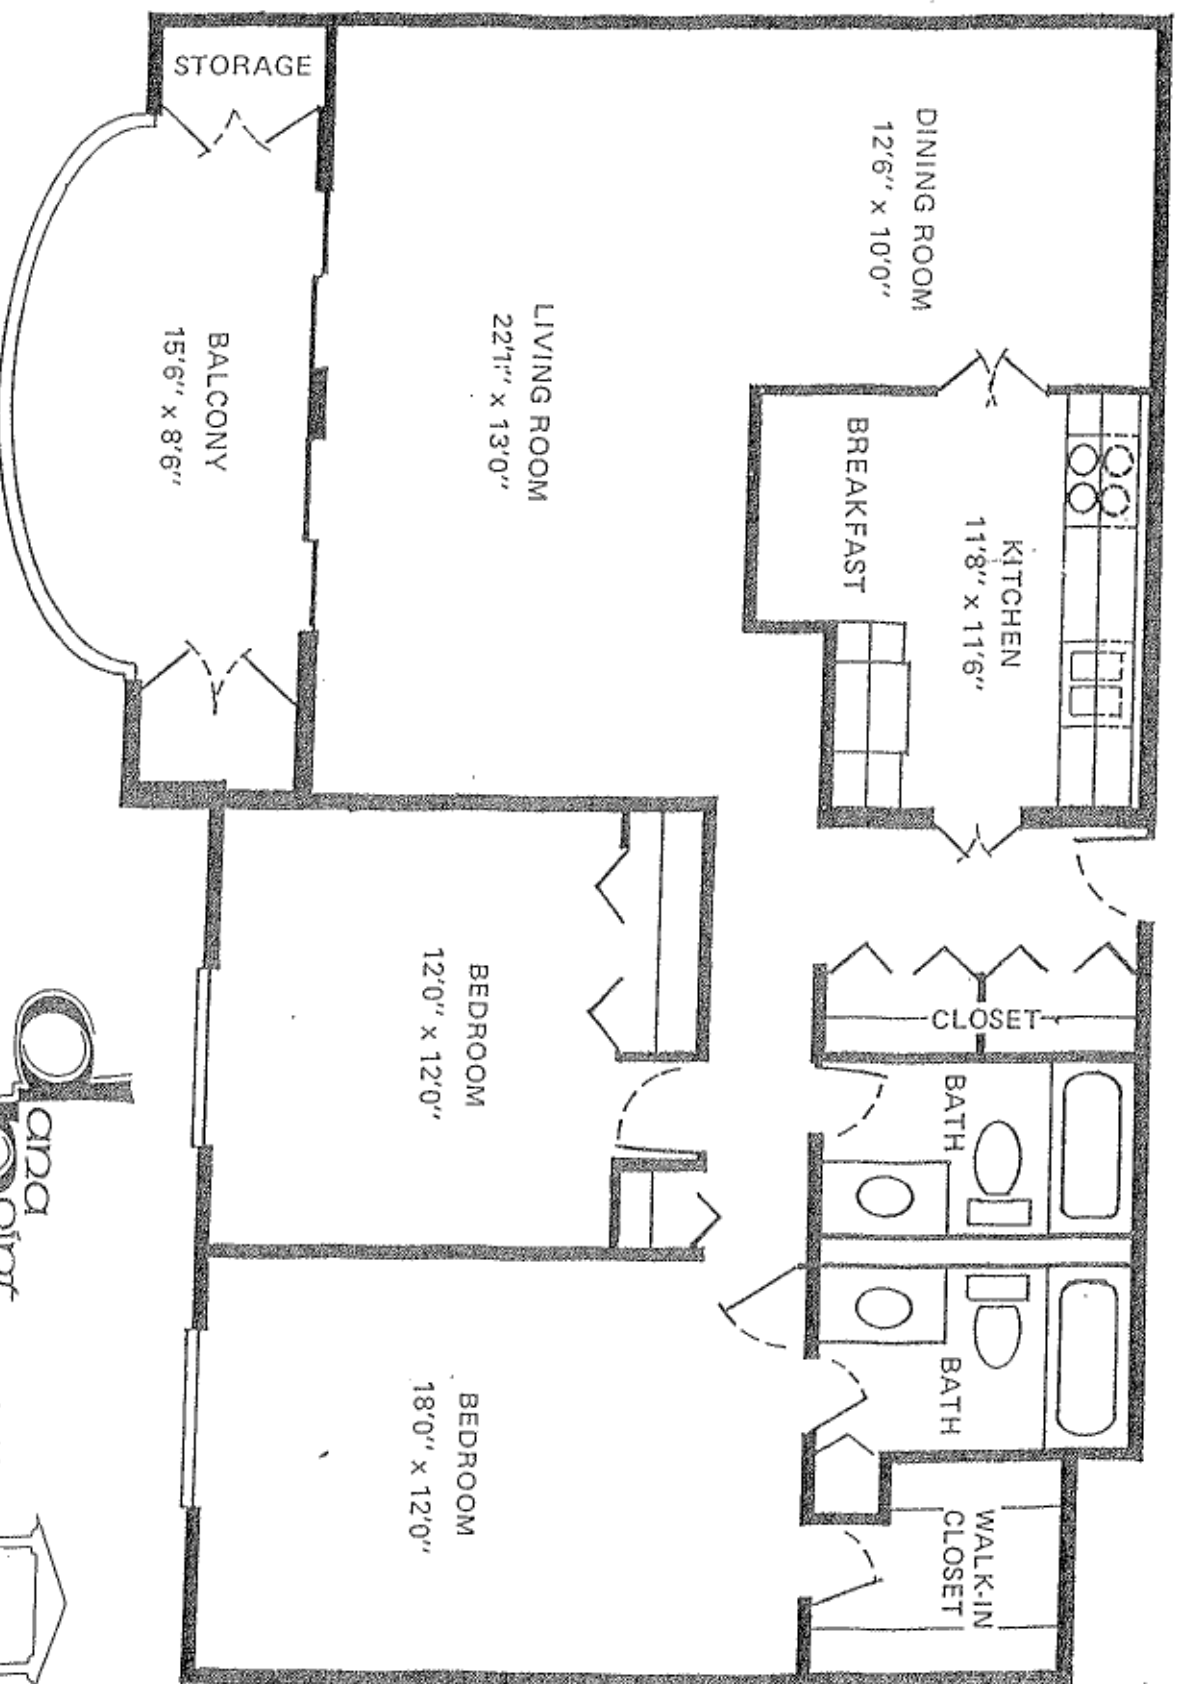 STORAGE
DINING ROOM
12'6" x 10'0"
LIVING ROOM
22'1" x 13'0"
BALCONY
15'6" x 8'6"
BREAKFAST
KITCHEN
11'8" x 11'6"
CLOSET
BATH
BEDROOM
12'0" x 12'0"
BATH
BEDROOM
18'0" x 12'0"
WALK-IN
CLOSET